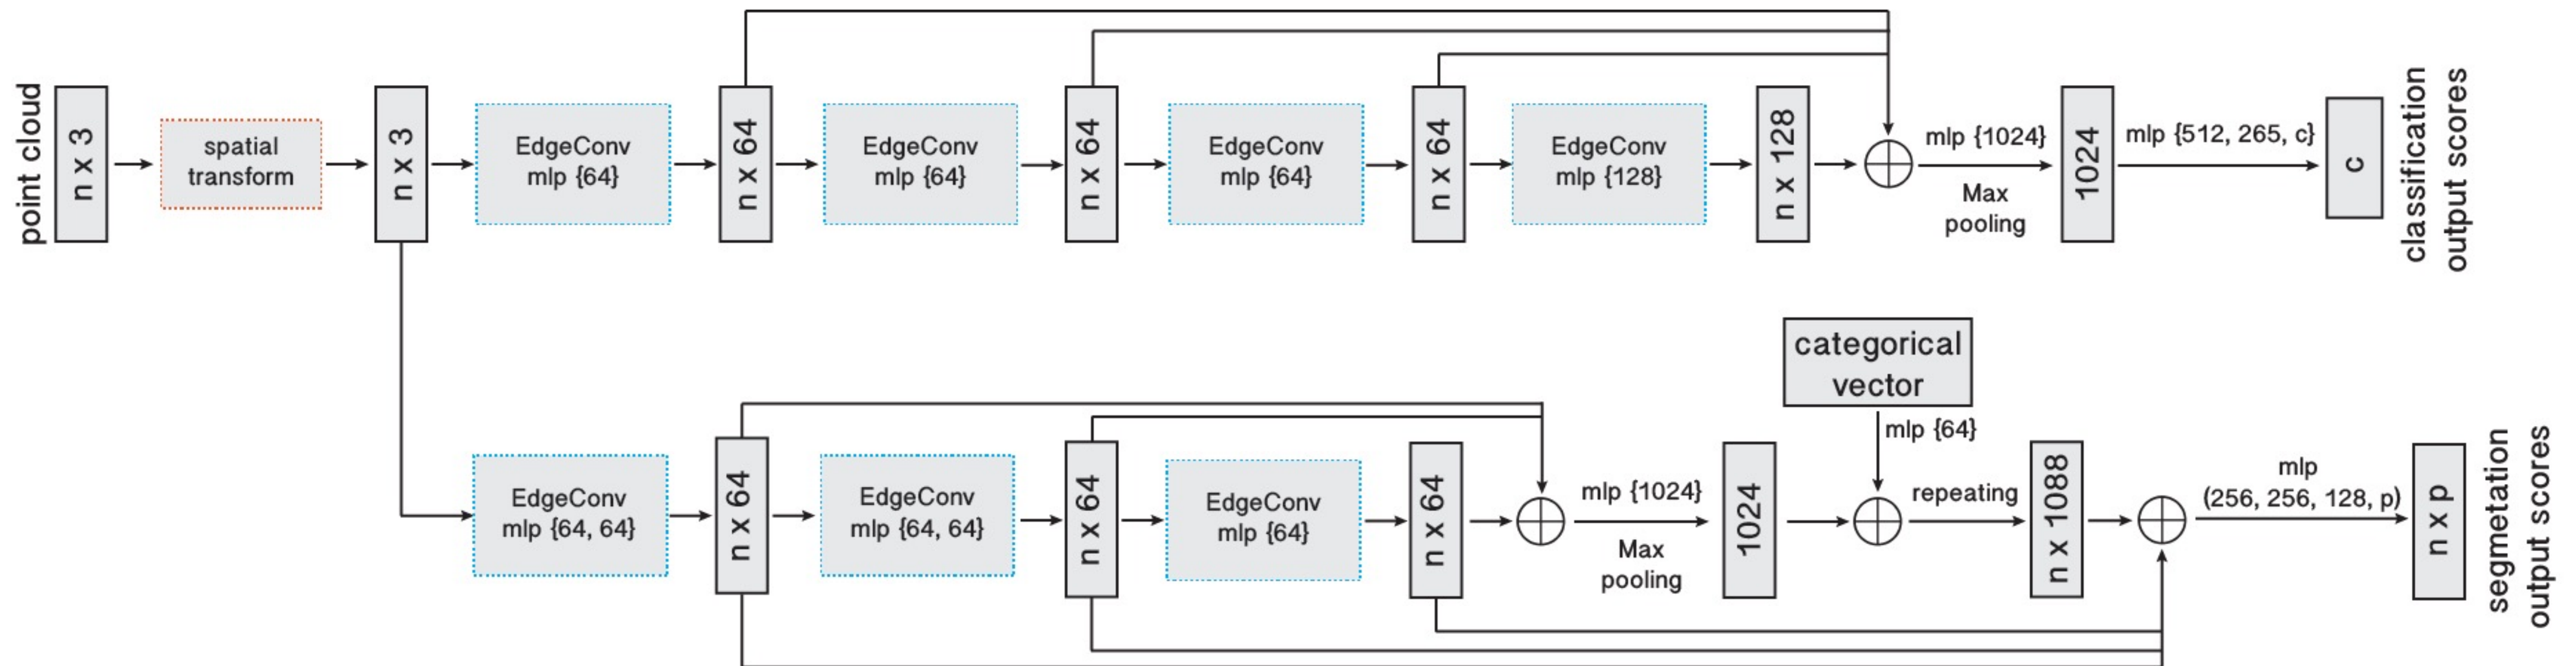 point cloud
n x 3
spatial
transform
n x 3
EdgeConv
mlp {64}
n x 64
EdgeConv
mlp {64}
n x 64
EdgeConv
mlp {64}
n x 64
EdgeConv
mlp {128}
n x 128
mlp {1024}
Max
pooling
1024
mlp {512, 265, c}
c
classification
output scores
EdgeConv
mlp {64, 64}
n x 64
EdgeConv
mlp {64, 64}
n x 64
EdgeConv
mlp {64}
n x 64
mlp {1024}
Max
pooling
1024
categorical
vector
mlp {64}
repeating
n x 1088
mlp
(256, 256, 128, p)
n x p
segmetation
output scores